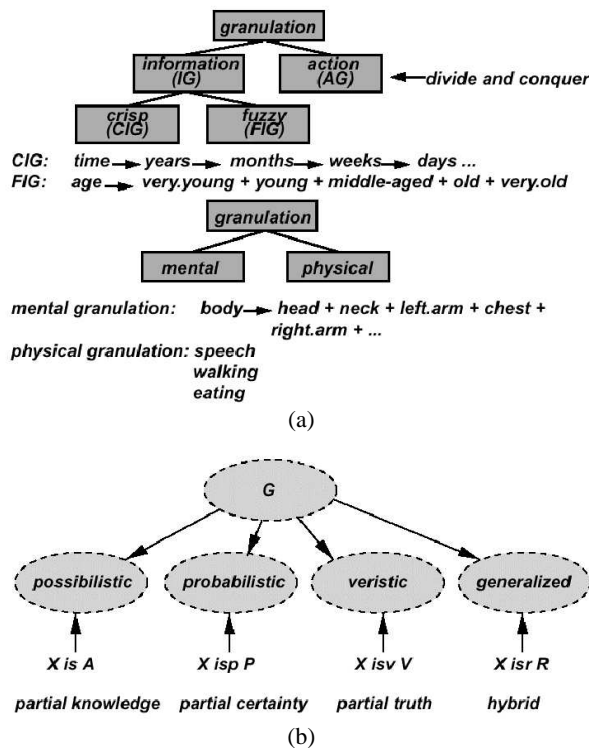 granulation
information
(IG)
action
(AG)
divide and conquer
crisp
(CIG)
fuzzy
(FIG)
CIG: time years months weeks days ...
FIG: age very.young + young + middle-aged + old + very.old
granulation
mental
physical
mental granulation: body head + neck + left.arm + chest +
right.arm + ...
physical granulation: speech
walking
eating
(a)
G
possibilistic probabilistic veristic generalized
X is A X isp P X isv V X isr R
partial knowledge partial certainty partial truth hybrid
(b)